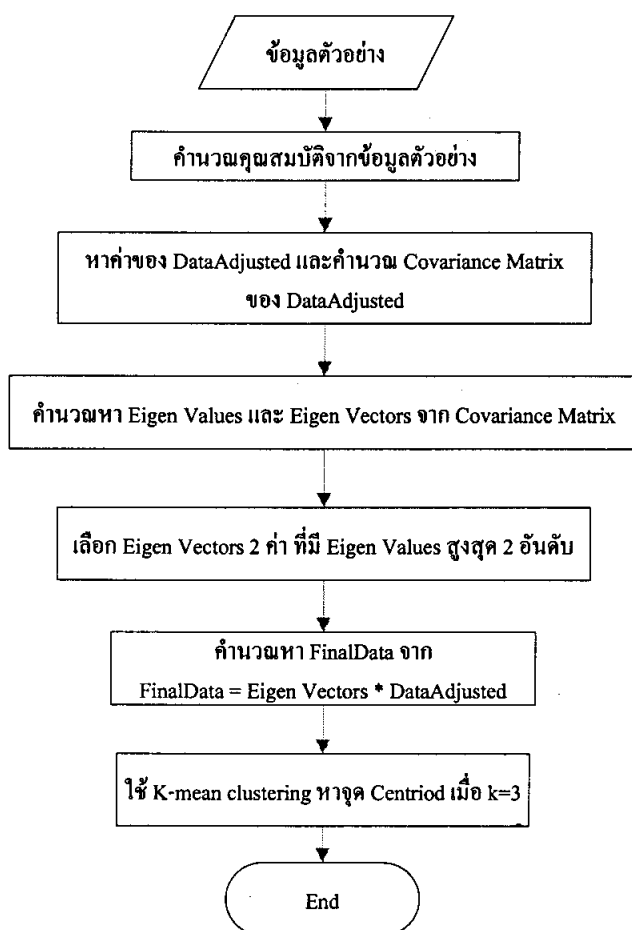 ข้อมูลตัวอย่าง
คำนวณคุณสมบัติจากข้อมูลตัวอย่าง
หาค่าของ DataAdjusted และคำนวณ Covariance Matrix
ของ DataAdjusted
คำนวณหา Eigen Values และ Eigen Vectors จาก Covariance Matrix
เลือก Eigen Vectors 2 ค่า ที่มี Eigen Values สูงสุด 2 อันดับ
คำนวณหา FinalData จาก
FinalData = Eigen Vectors * DataAdjusted
ใช้ K-mean clustering หาจุด Centriod เมื่อ k=3
End